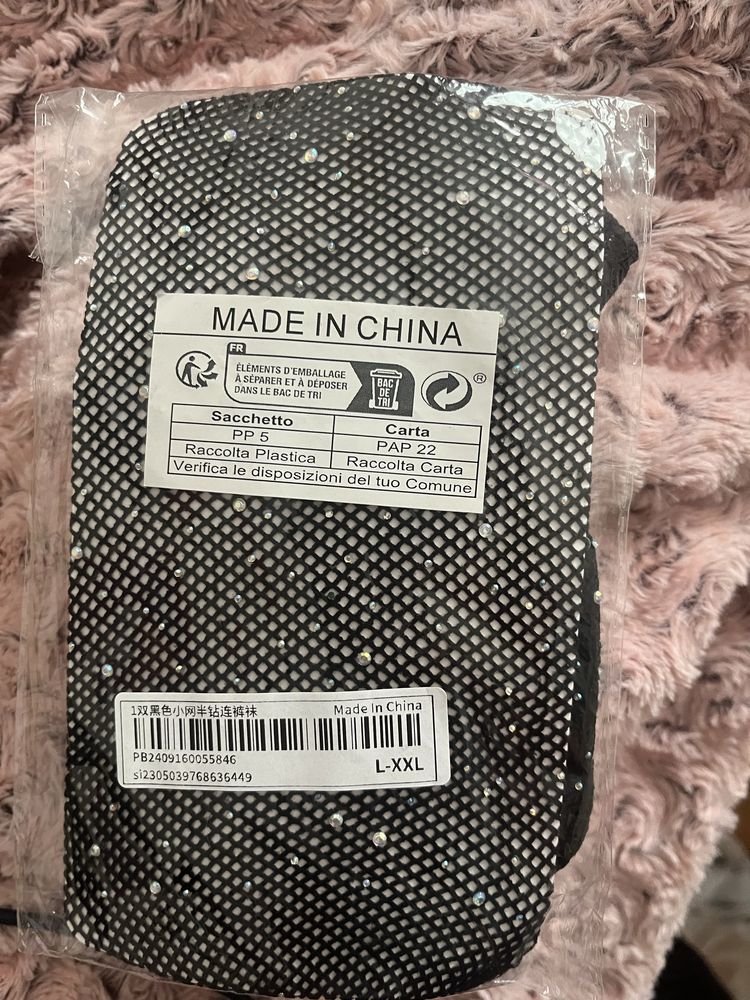 MADE IN CHINA
FR
ÉLÉMENTS D'EMBALLAGE
À SÉPARER ET À DÉPOSER
DANS LE BAC DE TRI
BAC
DE
TRI
®
Sacchetto Carta
PP 5 PAP 22
Raccolta Plastica Raccolta Carta
Verifica le disposizioni del tuo Comune
1双黑色小网半钻连裤袜 Made In China
PB2409160055846
si2305039768636449 L-XXL